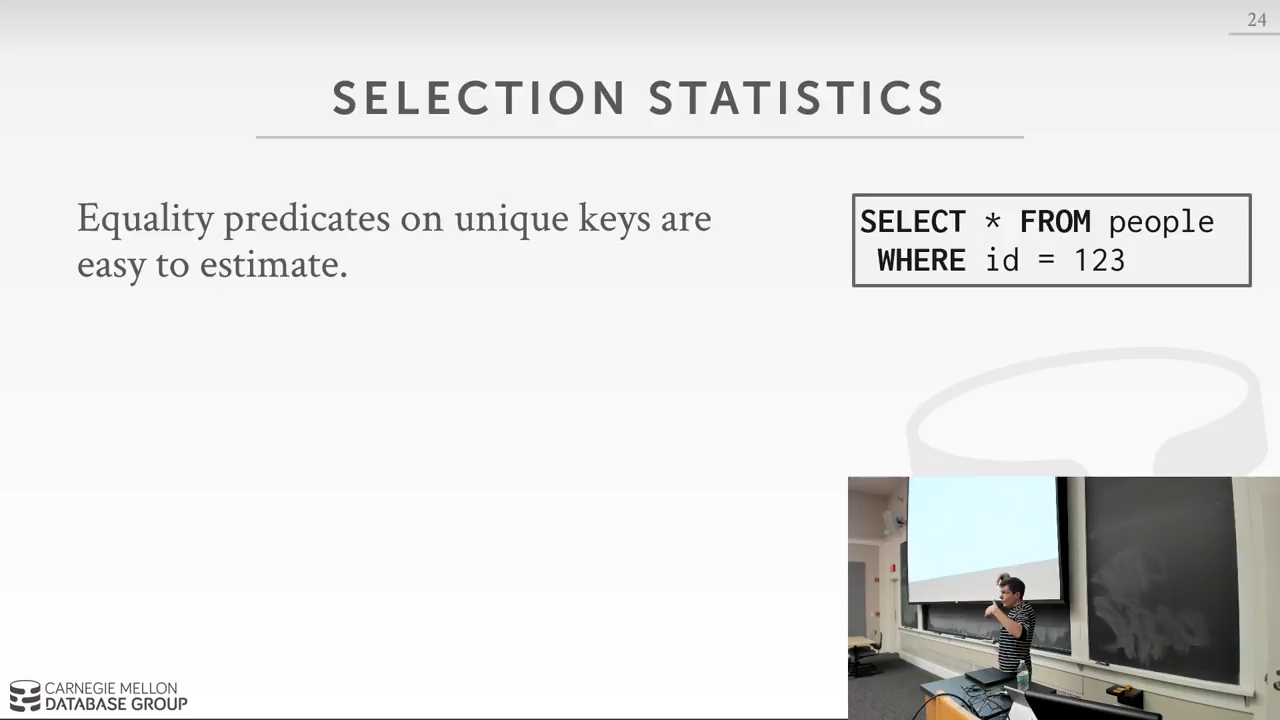 24
SELECTION STATISTICS
Equality predicates on unique keys are
easy to estimate.
SELECT * FROM people
WHERE id = 123
CARNEGIE MELLON
DATABASE GROUP